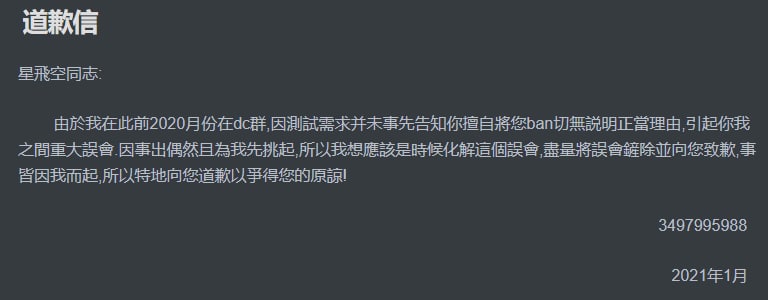 道歉信
星飛空同志:
由於我在此前2020月份在dc群,因測試需求并未事先告知你擅自將您ban切無説明正當理由,引起你我
之間重大誤會.因事出偶然且為我先挑起,所以我想應該是時候化解這個誤會,盡量將誤會鏟除並向您致歉,事
皆因我而起,所以特地向您道歉以爭得您的原諒!
3497995988
2021年1月